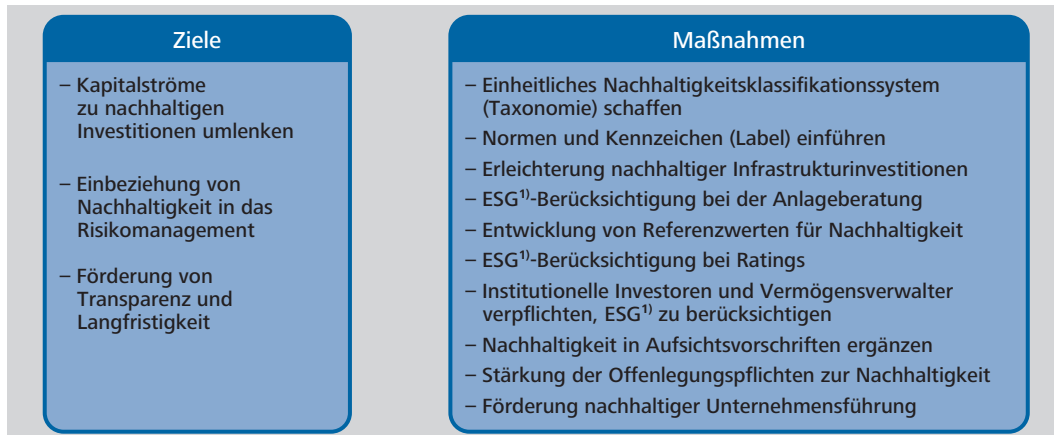 Ziele
– Kapitalströme
zu nachhaltigen
Investitionen umlenken
– Einbeziehung von
Nachhaltigkeit in das
Risikomanagement
– Förderung von
Transparenz und
Langfristigkeit
Maßnahmen
– Einheitliches Nachhaltigkeitsklassifikationssystem
(Taxonomie) schaffen
– Normen und Kennzeichen (Label) einführen
– Erleichterung nachhaltiger Infrastrukturinvestitionen
– ESG¹⁾-Berücksichtigung bei der Anlageberatung
– Entwicklung von Referenzwerten für Nachhaltigkeit
– ESG¹⁾-Berücksichtigung bei Ratings
– Institutionelle Investoren und Vermögensverwalter
verpflichten, ESG¹⁾ zu berücksichtigen
– Nachhaltigkeit in Aufsichtsvorschriften ergänzen
– Stärkung der Offenlegungspflichten zur Nachhaltigkeit
– Förderung nachhaltiger Unternehmensführung